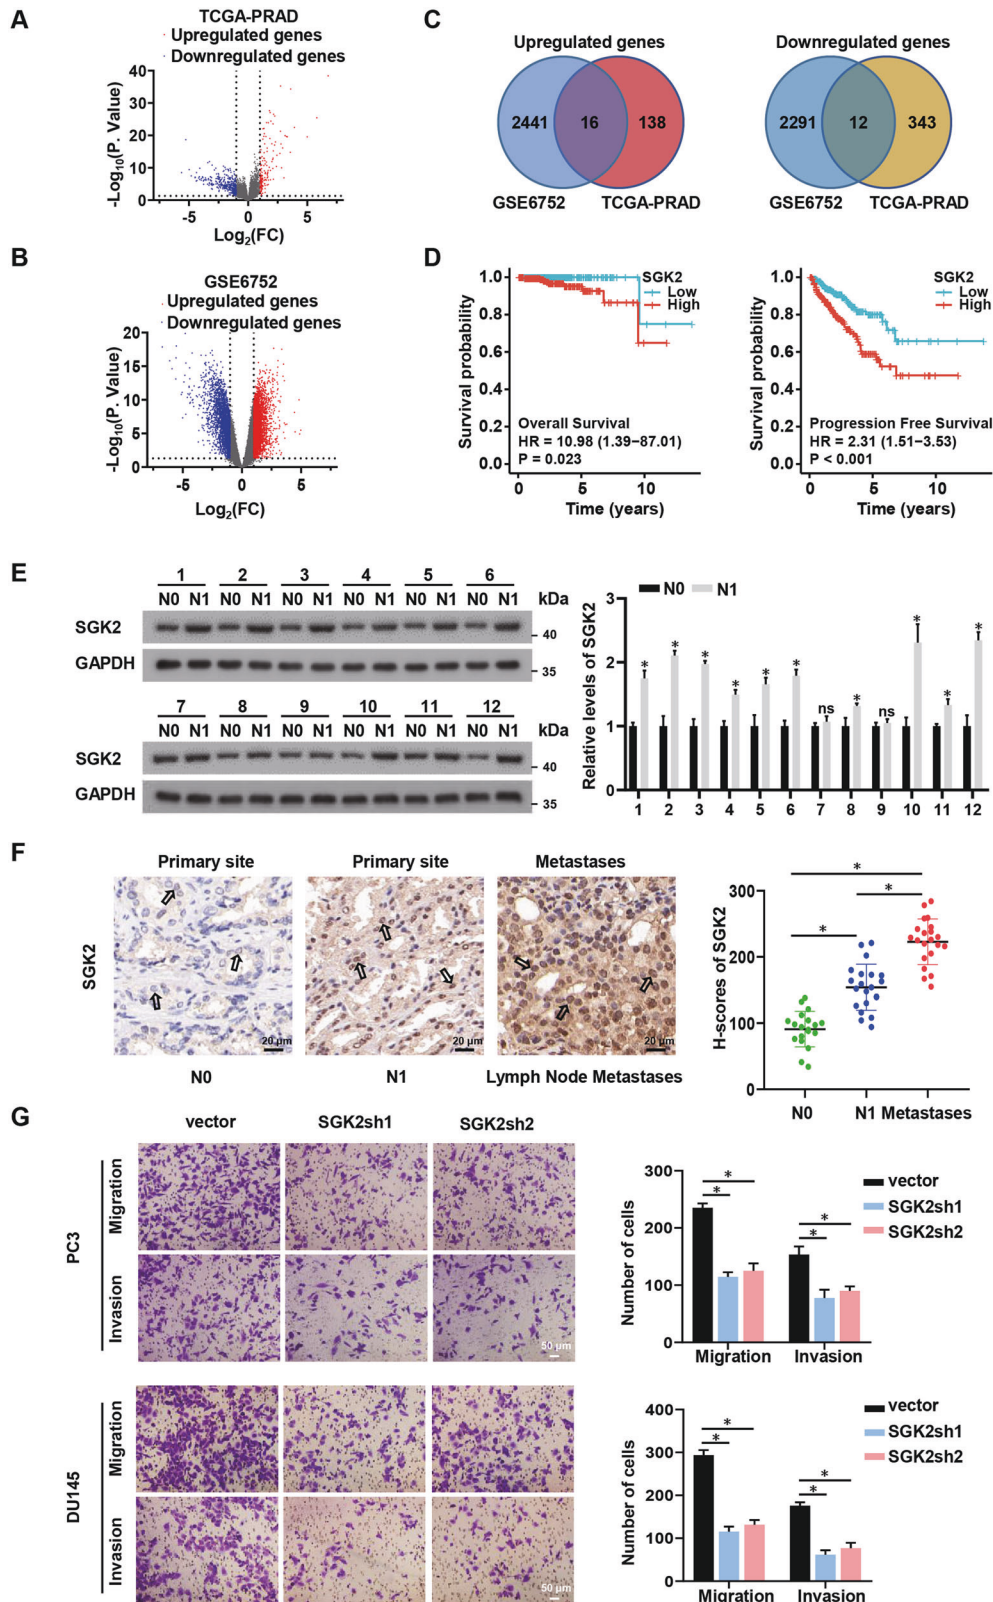 A
TCGA-PRAD
Upregulated genes
Downregulated genes
-Log10(P. Value)
40
30
20
10
0
-5 0 5 10
Log2(FC)
B
GSE6752
Upregulated genes
Downregulated genes
-Log10(P. Value)
20
15
10
5
0
-5 0 5
Log2(FC)
C
Upregulated genes
2441 16 138
GSE6752 TCGA-PRAD
Downregulated genes
2291 12 343
GSE6752 TCGA-PRAD
D
SGK2
Low
High
Survival probability
1.0
0.8
0.6
0.4
0.2
0.0
Overall Survival
HR = 10.98 (1.39–87.01)
P = 0.023
0 5 10
Time (years)
SGK2
Low
High
Survival probability
1.0
0.8
0.6
0.4
0.2
0.0
Progression Free Survival
HR = 2.31 (1.51–3.53)
P < 0.001
0 5 10
Time (years)
E
1 2 3 4 5 6
N0 N1 N0 N1 N0 N1 N0 N1 N0 N1 N0 N1 kDa
SGK2
40
GAPDH
35
7 8 9 10 11 12
N0 N1 N0 N1 N0 N1 N0 N1 N0 N1 N0 N1 kDa
SGK2
40
GAPDH
35
N0 N1
Relative levels of SGK2
3
2
1
0
* * * * * * ns * ns * * *
1 2 3 4 5 6 7 8 9 10 11 12
F
Primary site Primary site Metastases
SGK2
20 μm 20 μm 20 μm
N0 N1 Lymph Node Metastases
H-scores of SGK2
300
200
100
0
*
*
*
N0 N1 Metastases
G
vector SGK2sh1 SGK2sh2
PC3
Migration
Invasion
50 μm
DU145
Migration
Invasion
50 μm
Number of cells
300
200
100
0
*
*
*
*
vector
SGK2sh1
SGK2sh2
Migration Invasion
Number of cells
400
300
200
100
0
*
*
*
*
vector
SGK2sh1
SGK2sh2
Migration Invasion